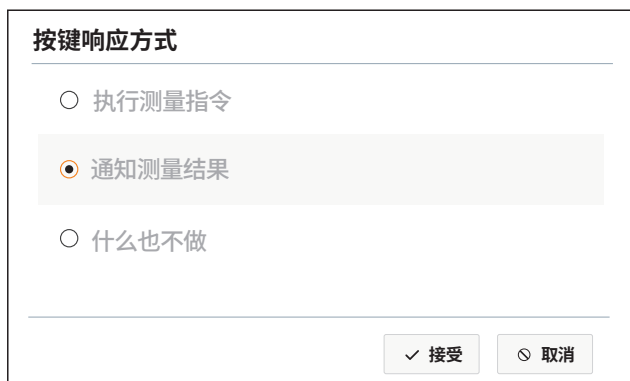 按键响应方式
执行测量指令
通知测量结果
什么也不做
接受
取消